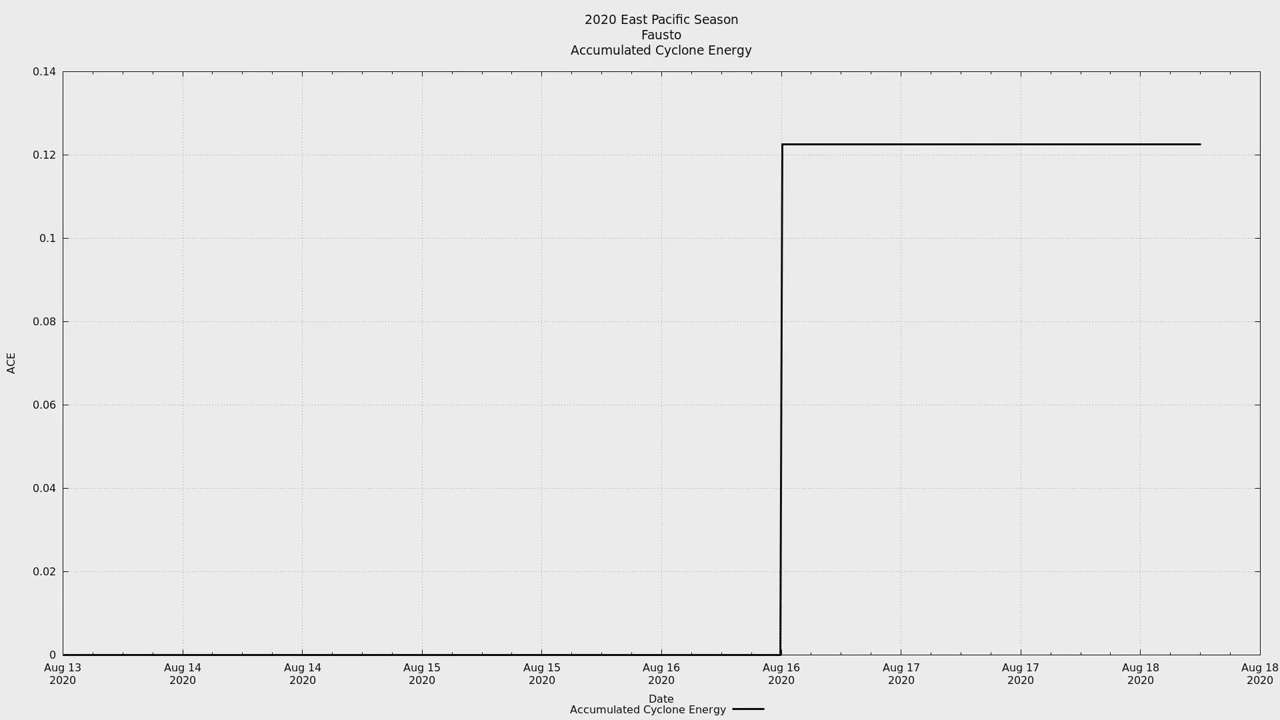 2020 East Pacific Season
Fausto
Accumulated Cyclone Energy
0.14
0.12
0.1
0.08
0.06
0.04
0.02
0
ACE
Aug 13 Aug 14 Aug 14 Aug 15 Aug 15 Aug 16 Aug 16 Aug 17 Aug 17 Aug 18 Aug 18
2020 2020 2020 2020 2020 2020 2020 2020 2020 2020 2020
Date
Accumulated Cyclone Energy